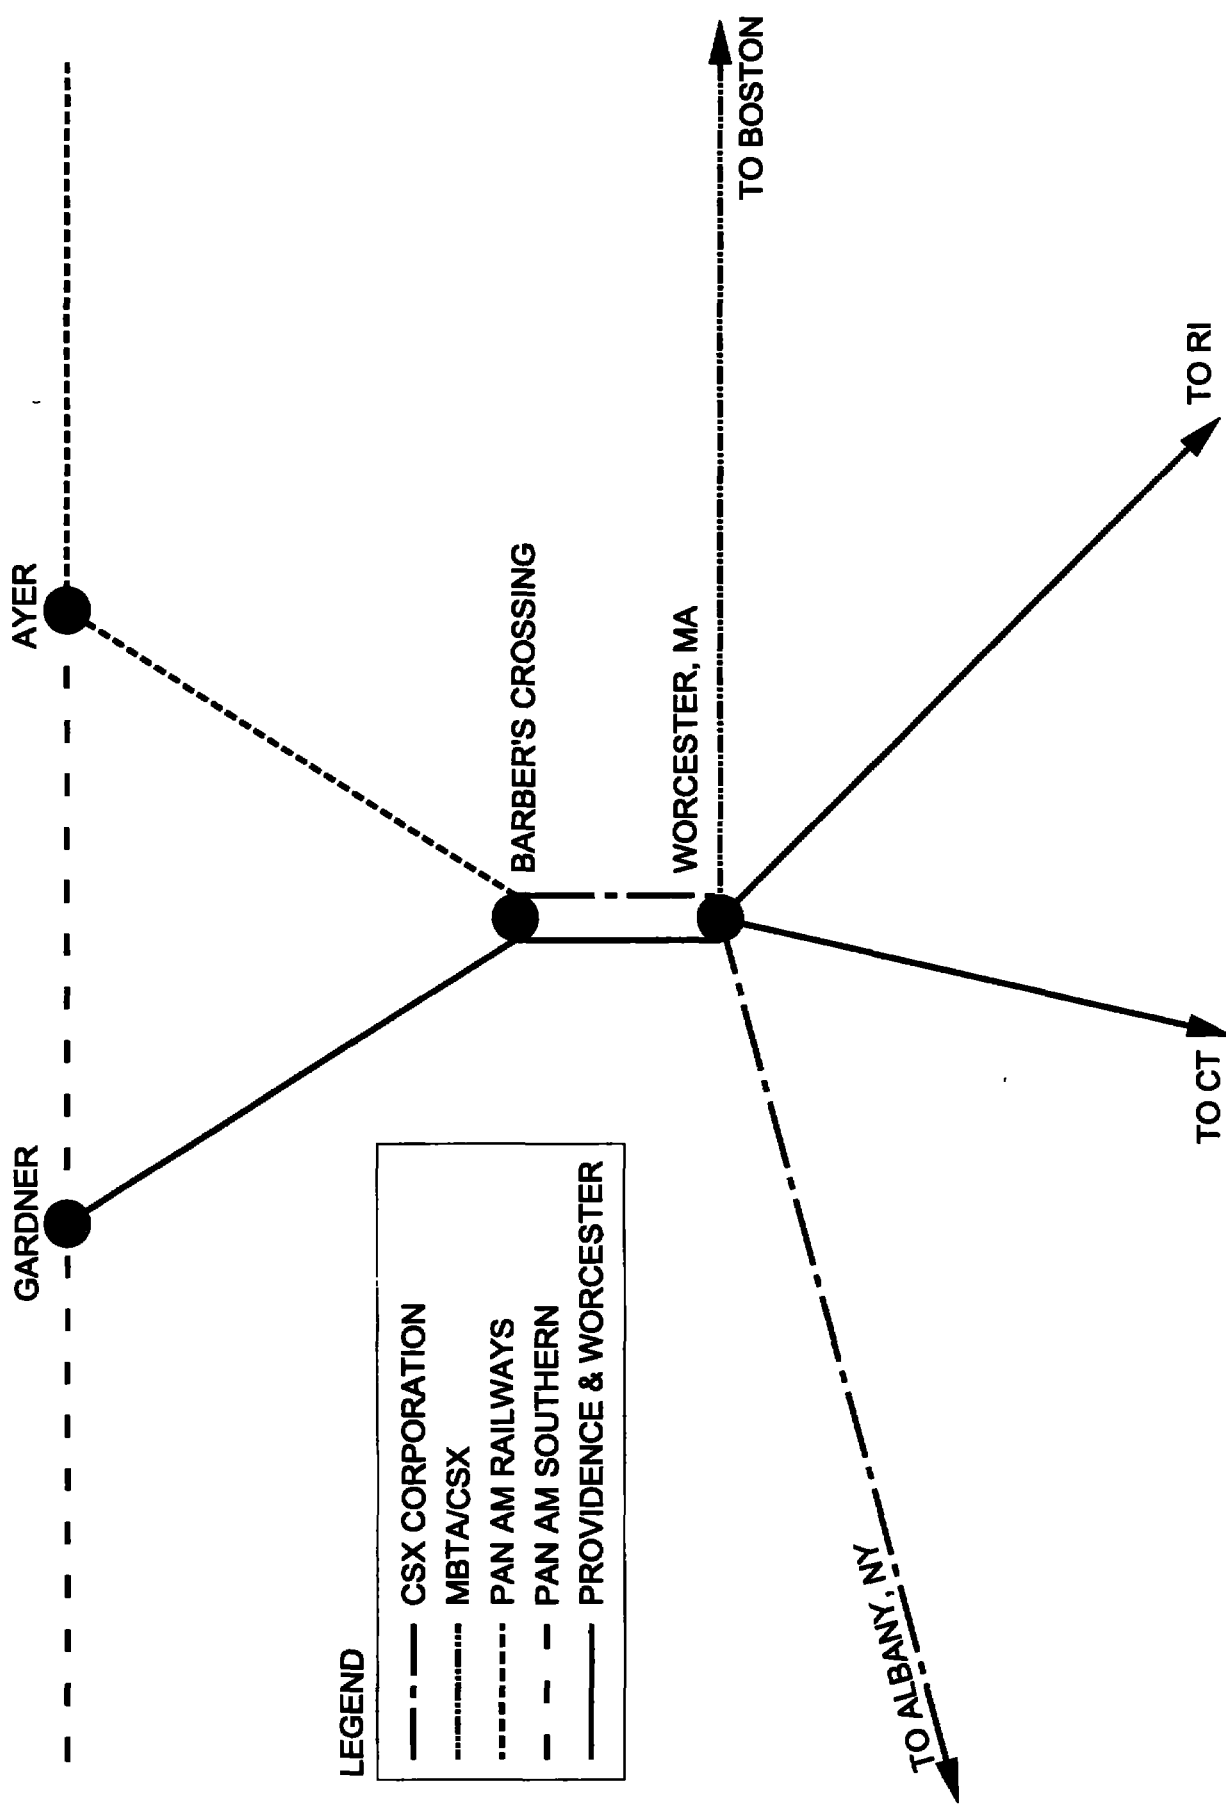 GARDNER
AYER
LEGEND
CSX CORPORATION
MBTA/CSX
PAN AM RAILWAYS
PAN AM SOUTHERN
PROVIDENCE & WORCESTER
BARBER'S CROSSING
WORCESTER, MA
TO BOSTON
TO ALBANY, NY
TO CT
TO RI